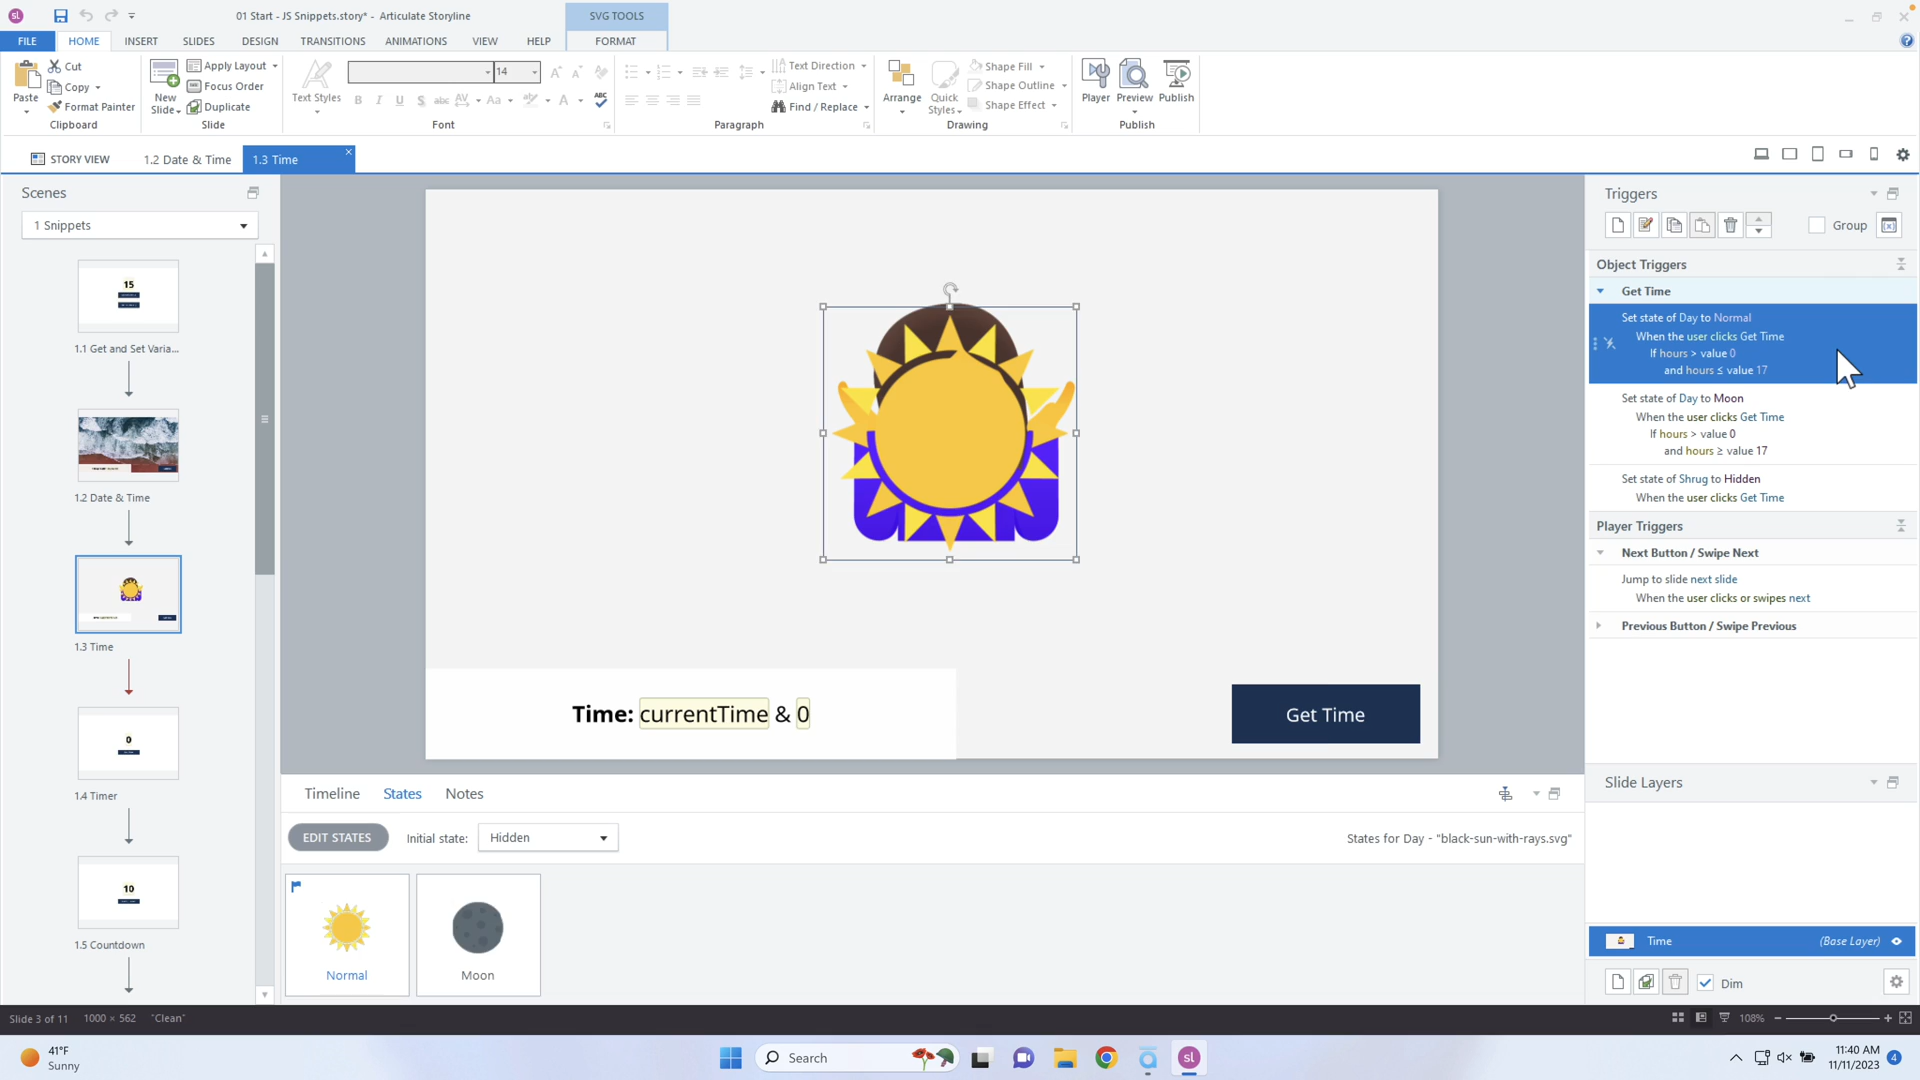 01 Start - JS Snippets.story* - Articulate Storyline
SVG TOOLS
FILE HOME INSERT SLIDES DESIGN TRANSITIONS ANIMATIONS VIEW HELP FORMAT
Paste
Cut
Copy
Format Painter
Clipboard
New Slide
Apply Layout
Focus Order
Duplicate
Slide
Text Styles
14
B I U S abc AV Aa A ABC
Font
Text Direction
Align Text
Find / Replace
Paragraph
Arrange
Quick Styles
Shape Fill
Shape Outline
Shape Effect
Drawing
Player
Preview
Publish
Publish
STORY VIEW
1.2 Date & Time
1.3 Time
Scenes
1 Snippets
15
1.1 Get and Set Varia...
1.2 Date & Time
1.3 Time
0
1.4 Timer
10
1.5 Countdown
Time: currentTime & 0
Get Time
Timeline States Notes
EDIT STATES
Initial state: Hidden
States for Day - "black-sun-with-rays.svg"
Normal
Moon
Triggers
Group
Object Triggers
Get Time
Set state of Day to Normal
When the user clicks Get Time
If hours > value 0
and hours ≤ value 17
Set state of Day to Moon
When the user clicks Get Time
If hours > value 0
and hours ≥ value 17
Set state of Shrug to Hidden
When the user clicks Get Time
Player Triggers
Next Button / Swipe Next
Jump to slide next slide
When the user clicks or swipes next
Previous Button / Swipe Previous
Slide Layers
Time (Base Layer)
Dim
Slide 3 of 11 1000 × 562 "Clean"
108%
41°F
Sunny
Search
sl
11:40 AM
11/11/2023
4